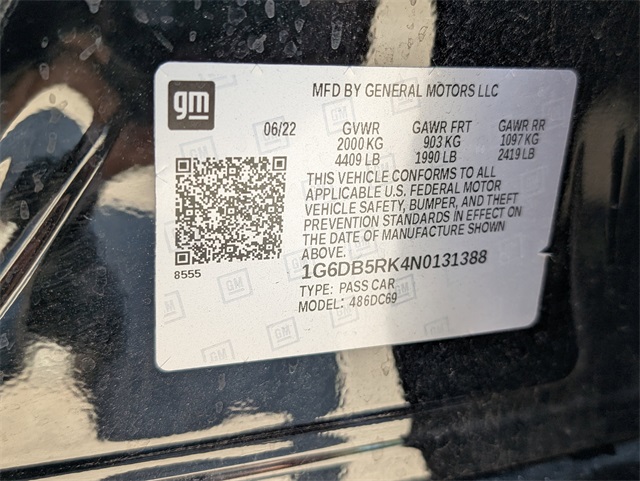 gm
MFD BY GENERAL MOTORS LLC
06/22 GVWR GAWR FRT GAWR RR
2000 KG 903 KG 1097 KG
4409 LB 1990 LB 2419 LB
THIS VEHICLE CONFORMS TO ALL
APPLICABLE U.S. FEDERAL MOTOR
VEHICLE SAFETY, BUMPER, AND THEFT
PREVENTION STANDARDS IN EFFECT ON
THE DATE OF MANUFACTURE SHOWN
ABOVE.
8555
1G6DB5RK4N0131388
TYPE: PASS CAR
MODEL: 486DC69